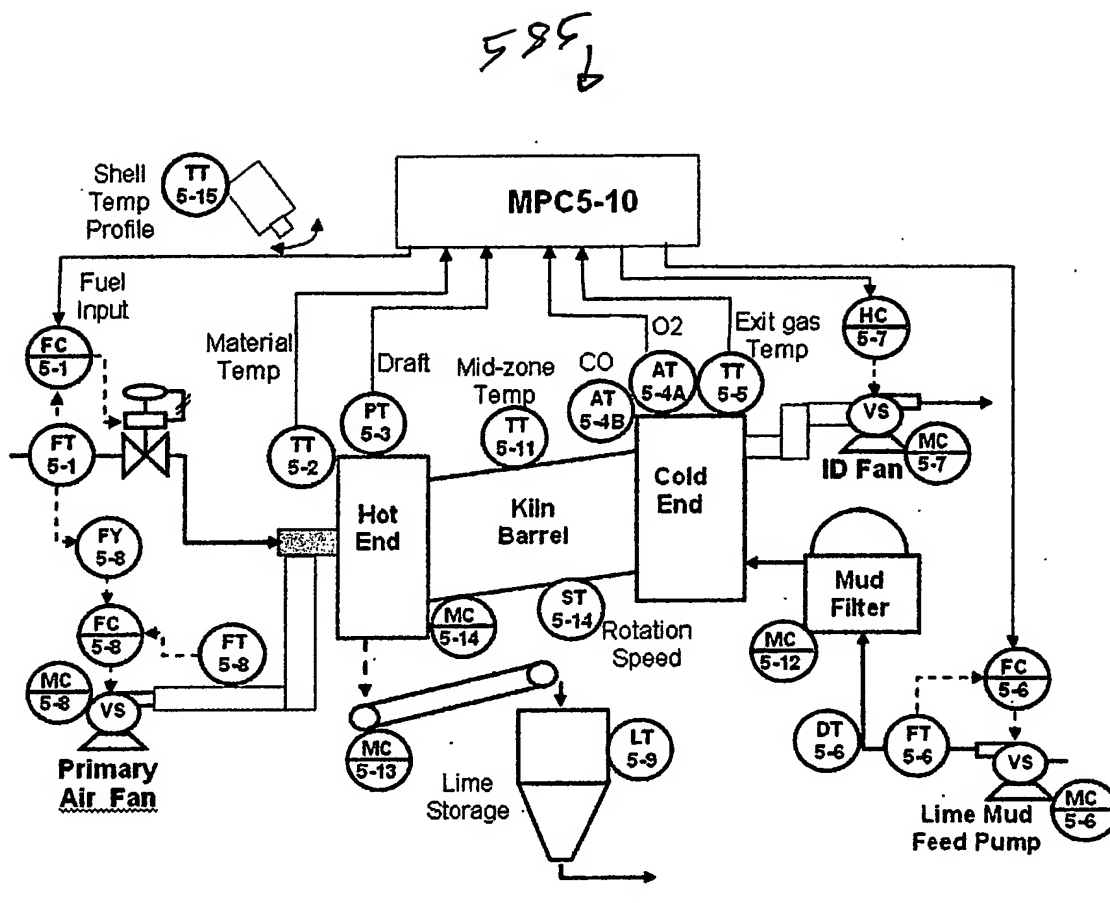 585
MPC5-10
Shell
Temp
Profile
TT
5-15
Fuel
Input
FC
5-1
FT
5-1
FY
5-8
FC
5-8
FT
5-8
MC
5-8
VS
Primary
Air Fan
Material
Temp
TT
5-2
Draft
PT
5-3
Mid-zone
Temp
TT
5-11
CO
AT
5-4B
O2
AT
5-4A
Exit gas
Temp
TT
5-5
HC
5-7
VS
MC
5-7
ID Fan
Hot
End
Kiln
Barrel
Cold
End
MC
5-14
ST
5-14
Rotation
Speed
Mud
Filter
MC
5-12
FC
5-6
DT
5-6
FT
5-6
VS
MC
5-6
Lime Mud
Feed Pump
MC
5-13
Lime
Storage
LT
5-9